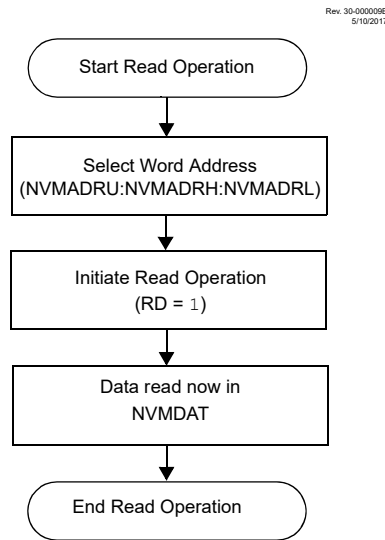 Rev. 30-000009B
5/10/2017
Start Read Operation
Select Word Address
(NVMADRU:NVMADRH:NVMADRL)
Initiate Read Operation
(RD = 1)
Data read now in
NVMDAT
End Read Operation